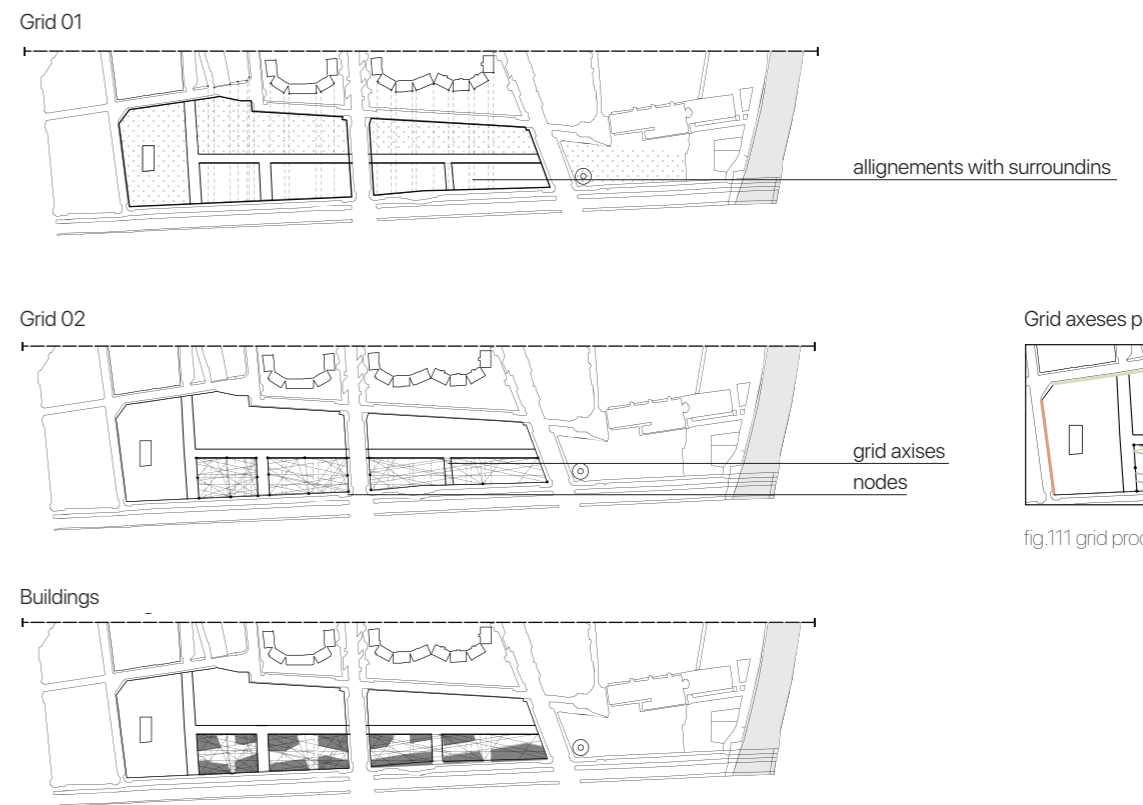 Grid 01
allignements with surroundins
Grid 02
Grid axeses p
grid axises
nodes
fig.111 grid proc
Buildings